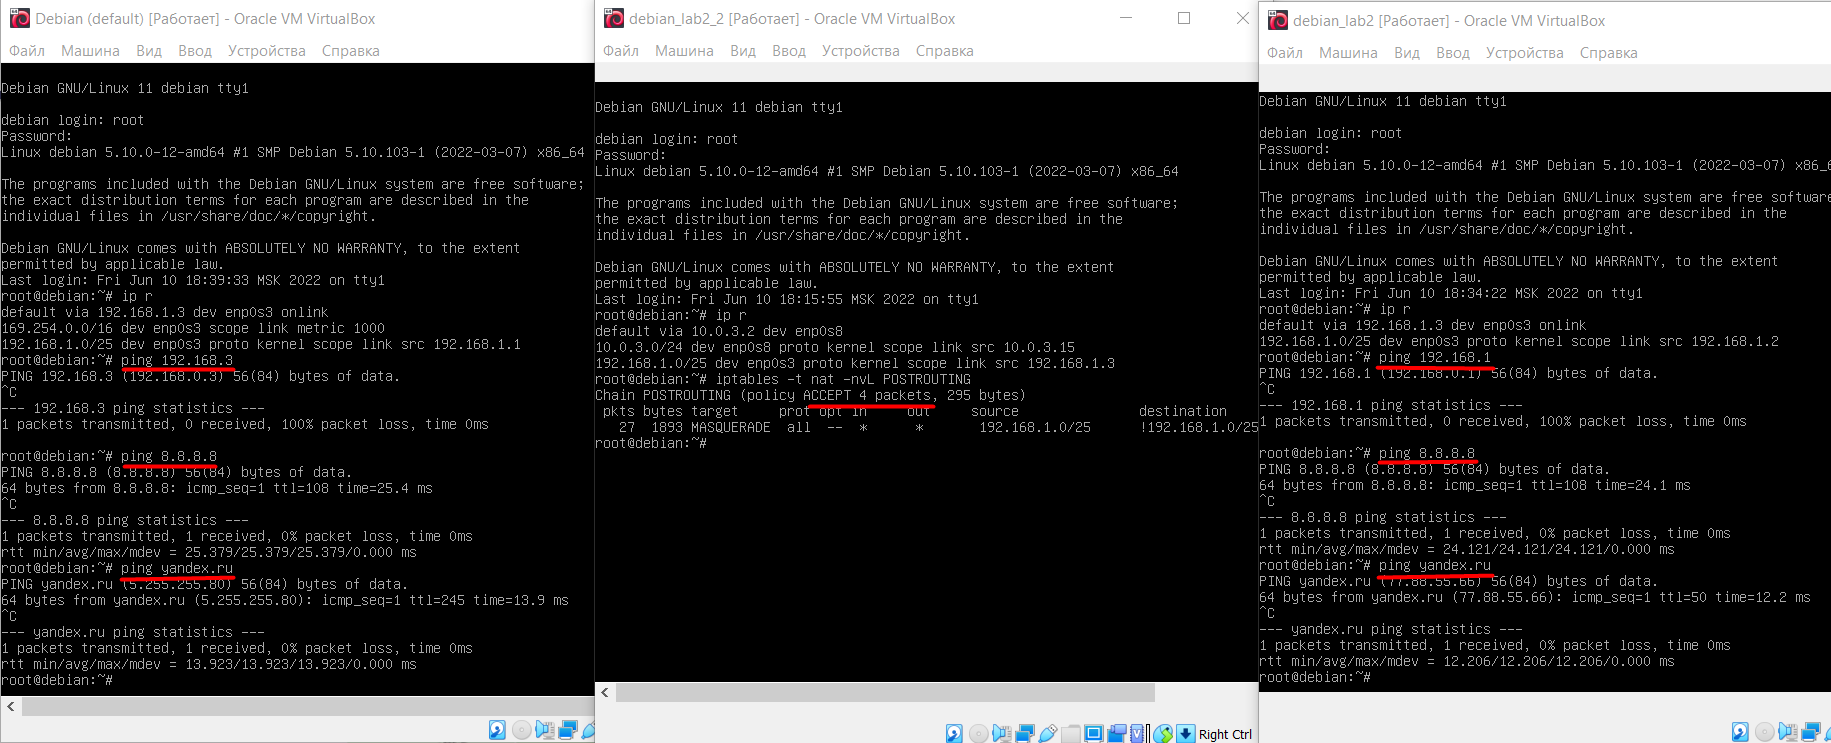 Debian (default) [Работает] - Oracle VM VirtualBox
Файл Машина Вид Ввод Устройства Справка
Debian GNU/Linux 11 debian tty1
debian login: root
Password:
Linux debian 5.10.0-12-amd64 #1 SMP Debian 5.10.103-1 (2022-03-07) x86_64
The programs included with the Debian GNU/Linux system are free software;
the exact distribution terms for each program are described in the
individual files in /usr/share/doc/*/copyright.
Debian GNU/Linux comes with ABSOLUTELY NO WARRANTY, to the extent
permitted by applicable law.
Last login: Fri Jun 10 18:39:33 MSK 2022 on tty1
root@debian:~# ip r
default via 192.168.1.3 dev enp0s3 onlink
169.254.0.0/16 dev enp0s3 scope link metric 1000
192.168.1.0/25 dev enp0s3 proto kernel scope link src 192.168.1.1
root@debian:~# ping 192.168.3
PING 192.168.3 (192.168.0.3) 56(84) bytes of data.
^C
--- 192.168.3 ping statistics ---
1 packets transmitted, 0 received, 100% packet loss, time 0ms
root@debian:~# ping 8.8.8.8
PING 8.8.8.8 (8.8.8.8) 56(84) bytes of data.
64 bytes from 8.8.8.8: icmp_seq=1 ttl=108 time=25.4 ms
^C
--- 8.8.8.8 ping statistics ---
1 packets transmitted, 1 received, 0% packet loss, time 0ms
rtt min/avg/max/mdev = 25.379/25.379/25.379/0.000 ms
root@debian:~# ping yandex.ru
PING yandex.ru (5.255.255.80) 56(84) bytes of data.
64 bytes from yandex.ru (5.255.255.80): icmp_seq=1 ttl=245 time=13.9 ms
^C
--- yandex.ru ping statistics ---
1 packets transmitted, 1 received, 0% packet loss, time 0ms
rtt min/avg/max/mdev = 13.923/13.923/13.923/0.000 ms
root@debian:~#
debian_lab2_2 [Работает] - Oracle VM VirtualBox
Файл Машина Вид Ввод Устройства Справка
Debian GNU/Linux 11 debian tty1
debian login: root
Password:
Linux debian 5.10.0-12-amd64 #1 SMP Debian 5.10.103-1 (2022-03-07) x86_64
The programs included with the Debian GNU/Linux system are free software;
the exact distribution terms for each program are described in the
individual files in /usr/share/doc/*/copyright.
Debian GNU/Linux comes with ABSOLUTELY NO WARRANTY, to the extent
permitted by applicable law.
Last login: Fri Jun 10 18:15:55 MSK 2022 on tty1
root@debian:~# ip r
default via 10.0.3.2 dev enp0s8
10.0.3.0/24 dev enp0s8 proto kernel scope link src 10.0.3.15
192.168.1.0/25 dev enp0s3 proto kernel scope link src 192.168.1.3
root@debian:~# iptables -t nat -nvL POSTROUTING
Chain POSTROUTING (policy ACCEPT 4 packets, 295 bytes)
pkts bytes target prot opt in out source destination
27 1893 MASQUERADE all -- * * 192.168.1.0/25 !192.168.1.0/25
root@debian:~#
Right Ctrl
debian_lab2 [Работает] - Oracle VM VirtualBox
Файл Машина Вид Ввод Устройства Справка
Debian GNU/Linux 11 debian tty1
debian login: root
Password:
Linux debian 5.10.0-12-amd64 #1 SMP Debian 5.10.103-1 (2022-03-07) x86_6
The programs included with the Debian GNU/Linux system are free software
the exact distribution terms for each program are described in the
individual files in /usr/share/doc/*/copyright.
Debian GNU/Linux comes with ABSOLUTELY NO WARRANTY, to the extent
permitted by applicable law.
Last login: Fri Jun 10 18:34:22 MSK 2022 on tty1
root@debian:~# ip r
default via 192.168.1.3 dev enp0s3 onlink
192.168.1.0/25 dev enp0s3 proto kernel scope link src 192.168.1.2
root@debian:~# ping 192.168.1
PING 192.168.1 (192.168.0.1) 56(84) bytes of data.
^C
--- 192.168.1 ping statistics ---
1 packets transmitted, 0 received, 100% packet loss, time 0ms
root@debian:~# ping 8.8.8.8
PING 8.8.8.8 (8.8.8.8) 56(84) bytes of data.
64 bytes from 8.8.8.8: icmp_seq=1 ttl=108 time=24.1 ms
^C
--- 8.8.8.8 ping statistics ---
1 packets transmitted, 1 received, 0% packet loss, time 0ms
rtt min/avg/max/mdev = 24.121/24.121/24.121/0.000 ms
root@debian:~# ping yandex.ru
PING yandex.ru (77.88.55.66) 56(84) bytes of data.
64 bytes from yandex.ru (77.88.55.66): icmp_seq=1 ttl=50 time=12.2 ms
^C
--- yandex.ru ping statistics ---
1 packets transmitted, 1 received, 0% packet loss, time 0ms
rtt min/avg/max/mdev = 12.206/12.206/12.206/0.000 ms
root@debian:~#